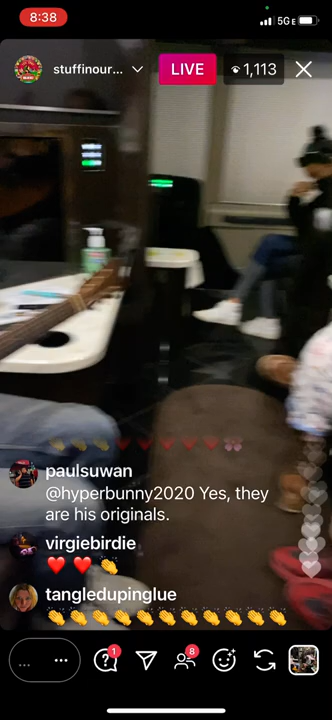 8:38
5G E
stuffinour...
LIVE
1,113
👏👏👏❤️❤️❤️❤️❤️
paulsuwan
@hyperbunny2020 Yes, they
are his originals.
virgiebirdie
❤️❤️👏
tangledupinglue
👏👏👏👏👏👏👏👏👏👏👏
...
1
8